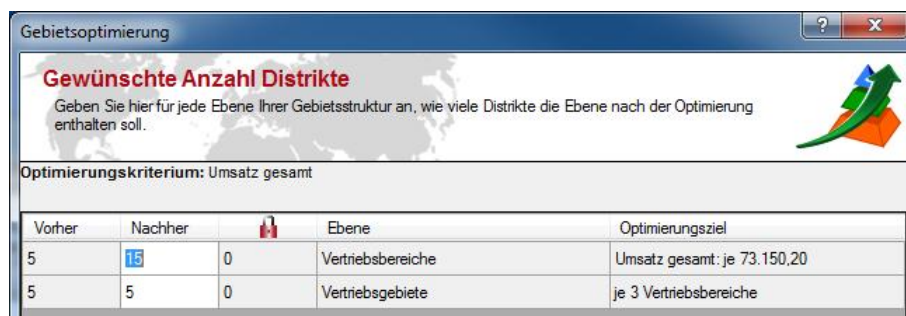 Gebietsoptimierung
Gewünschte Anzahl Distrikte
Geben Sie hier für jede Ebene Ihrer Gebietsstruktur an, wie viele Distrikte die Ebene nach der Optimierung
enthalten soll.
Optimierungskriterium: Umsatz gesamt
Vorher Nachher Ebene Optimierungsziel
5 15 0 Vertriebsbereiche Umsatz gesamt: je 73.150,20
5 5 0 Vertriebsgebiete je 3 Vertriebsbereiche